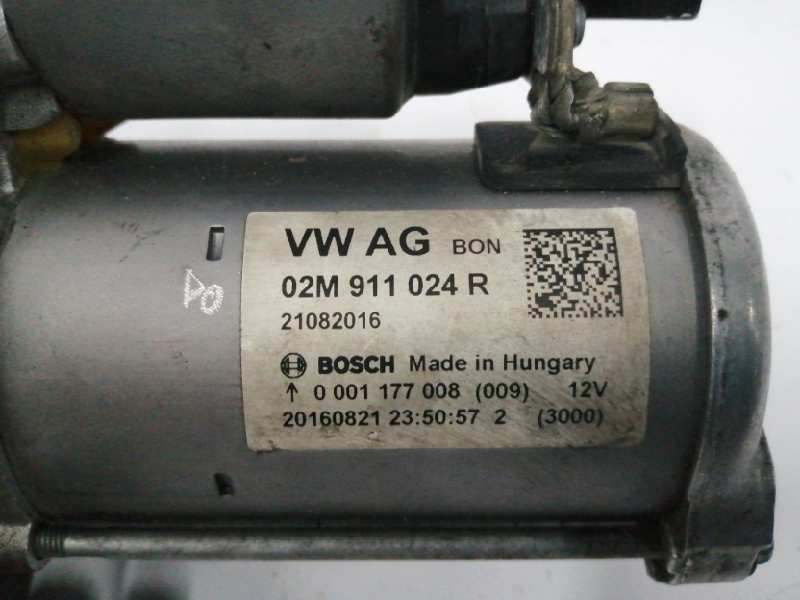 VW AG BON
02M 911 024 R
21082016
BOSCH Made in Hungary
↑ 0 001 177 008 (009) 12V
20160821 23:50:57 2 (3000)